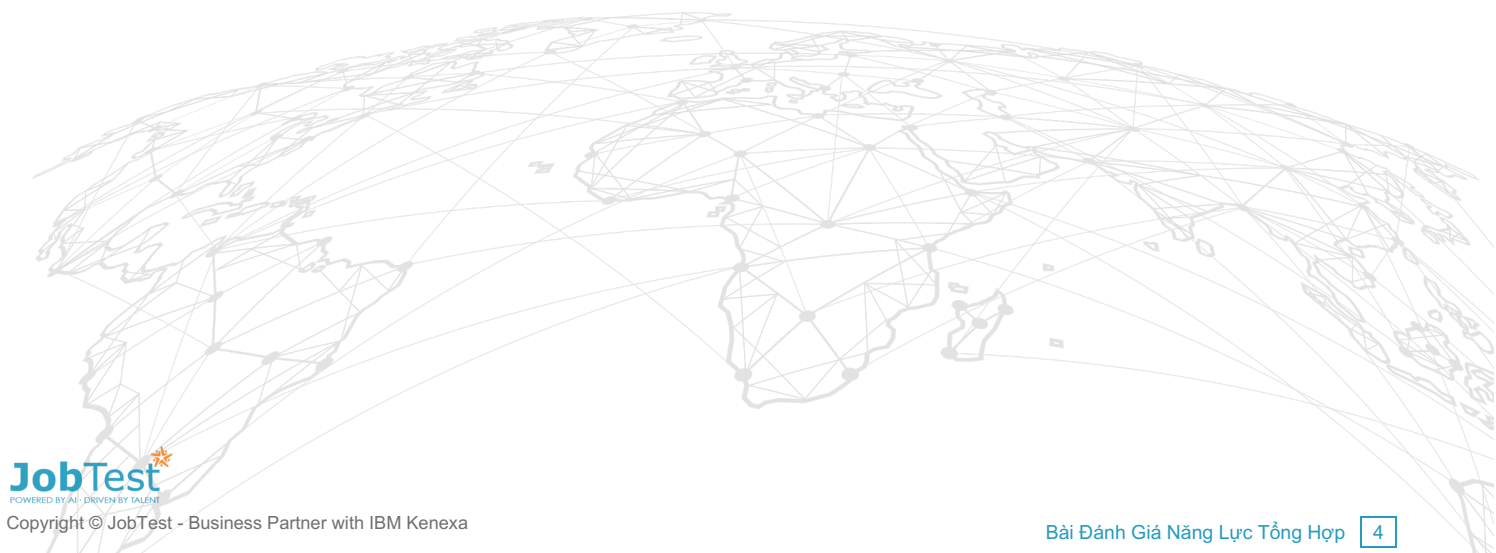 JobTest
POWERED BY AI · DRIVEN BY TALENT
Copyright © JobTest - Business Partner with IBM Kenexa
Bài Đánh Giá Năng Lực Tổng Hợp 4